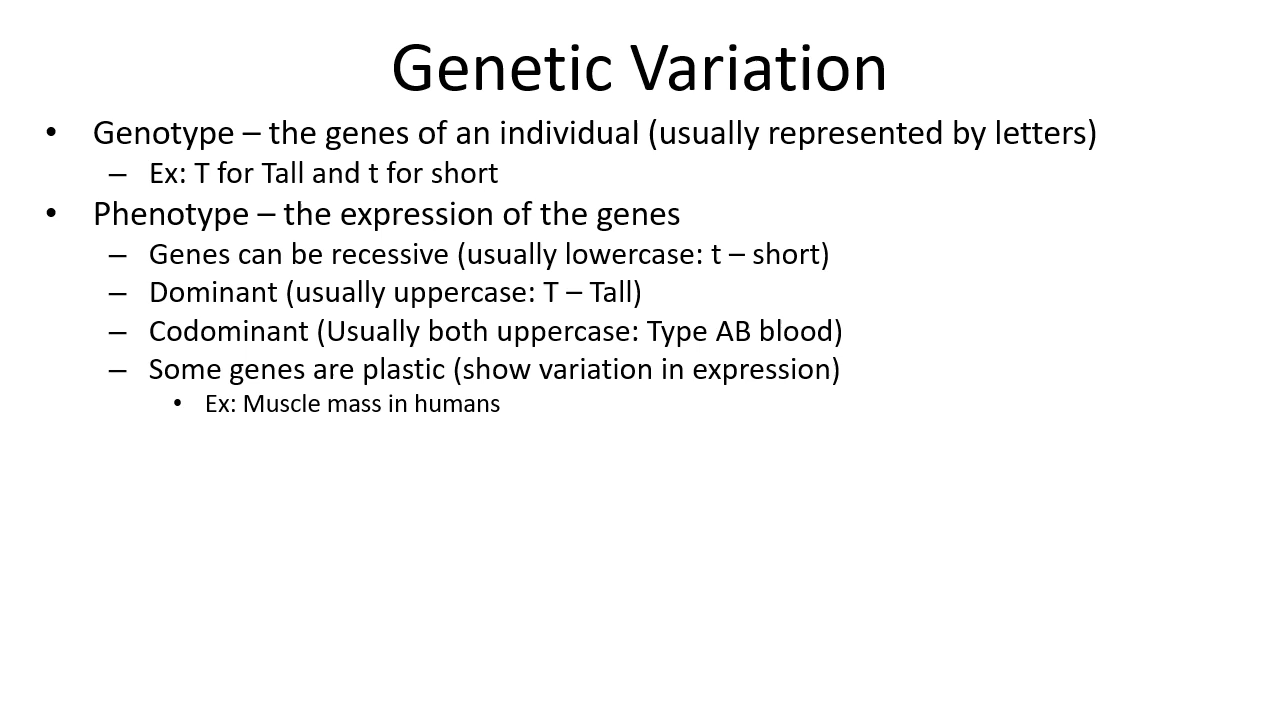 Genetic Variation
• Genotype – the genes of an individual (usually represented by letters)
– Ex: T for Tall and t for short
• Phenotype – the expression of the genes
– Genes can be recessive (usually lowercase: t – short)
– Dominant (usually uppercase: T – Tall)
– Codominant (Usually both uppercase: Type AB blood)
– Some genes are plastic (show variation in expression)
• Ex: Muscle mass in humans